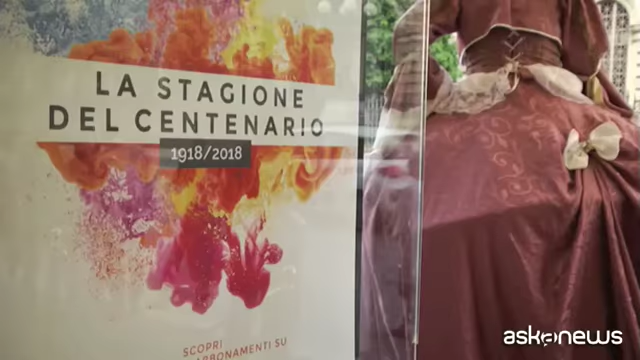 LA STAGIONE
DEL CENTENARIO
1918/2018
SCOPRI
ABBONAMENTI SU
askanews